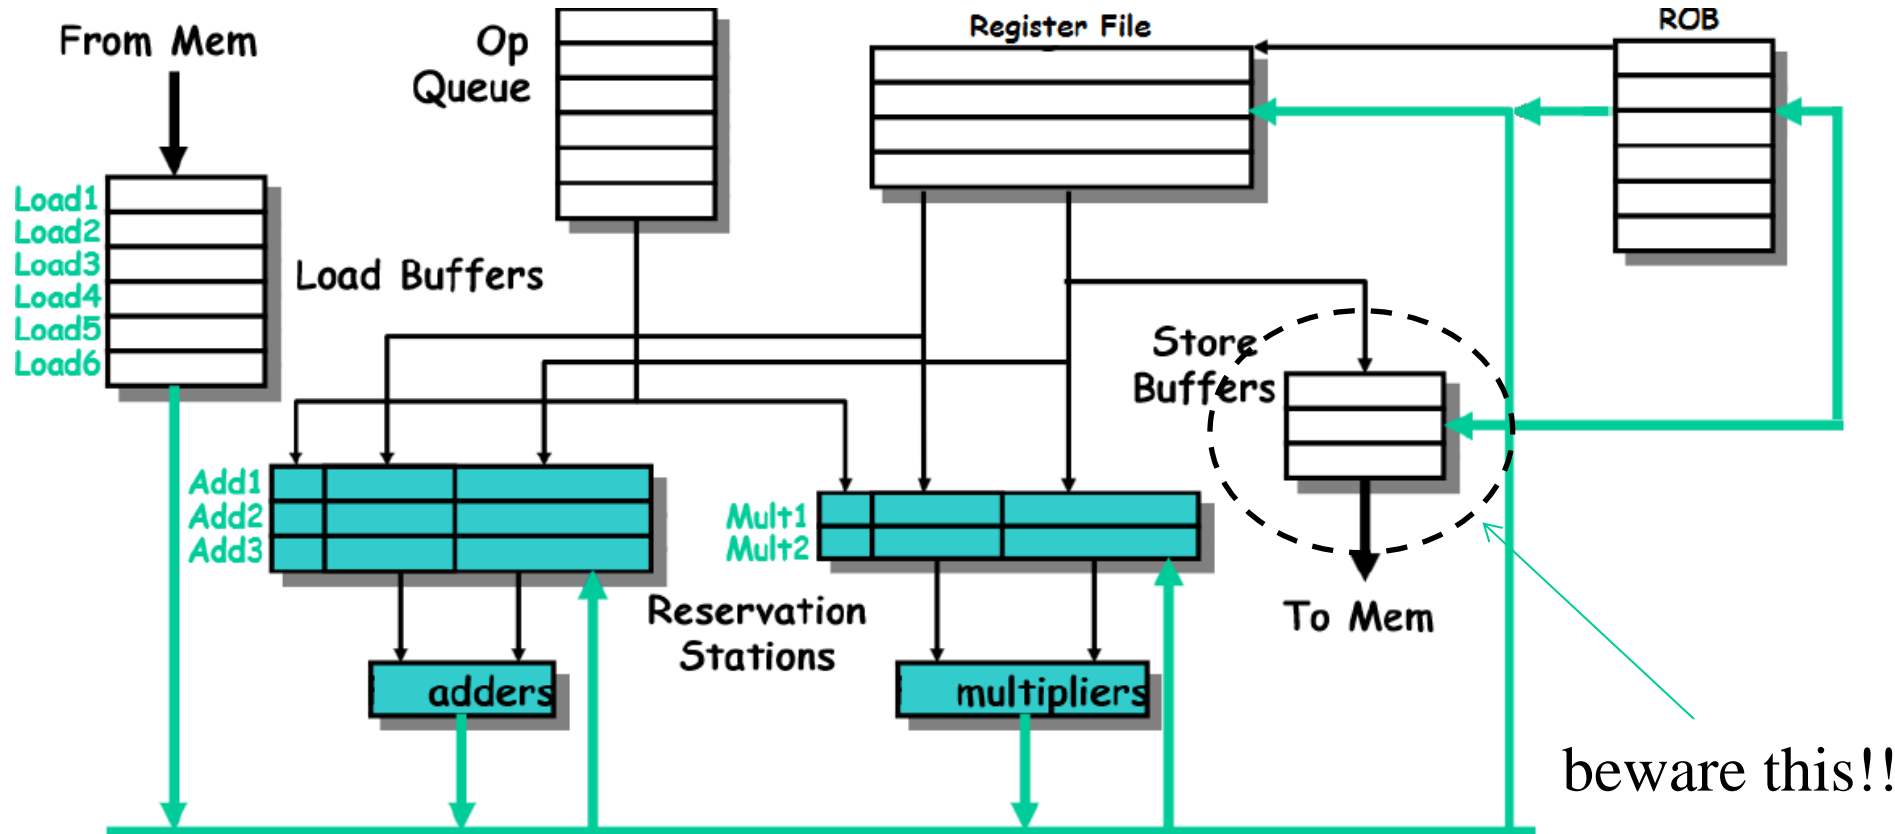 From Mem
Op
Queue
Register File
ROB
Load1
Load2
Load3
Load4
Load5
Load6
Load Buffers
Store
Buffers
Add1
Add2
Add3
Mult1
Mult2
Reservation
Stations
To Mem
adders
multipliers
beware this!!